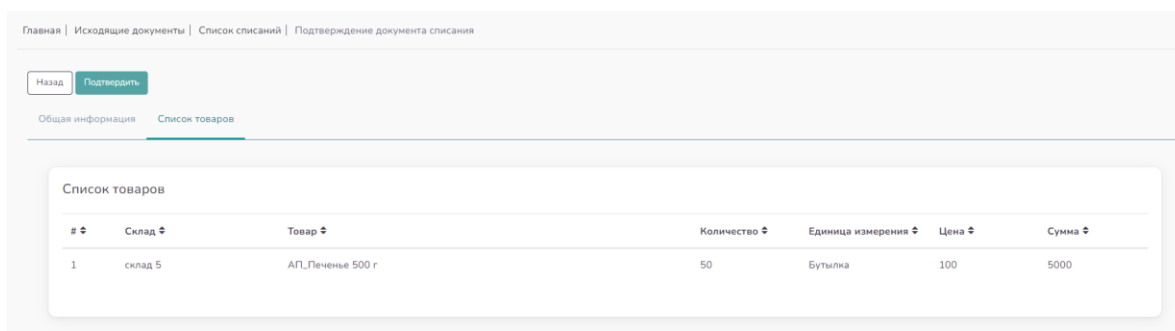 Главная | Исходящие документы | Список списаний | Подтверждение документа списания
Назад Подтвердить
Общая информация Список товаров
Список товаров
# Склад Товар Количество Единица измерения Цена Сумма
1 склад 5 АП_Печенье 500 г 50 Бутылка 100 5000